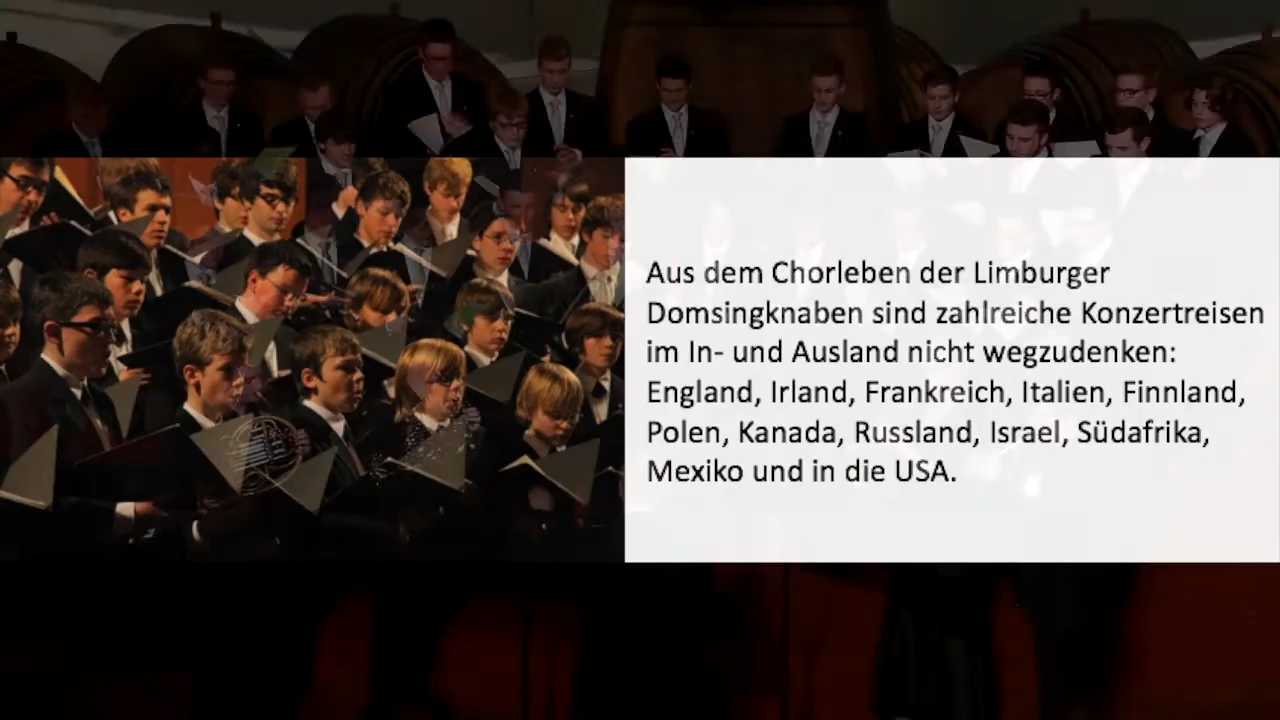 Aus dem Chorleben der Limburger
Domsingknaben sind zahlreiche Konzertreisen
im In- und Ausland nicht wegzudenken:
England, Irland, Frankreich, Italien, Finnland,
Polen, Kanada, Russland, Israel, Südafrika,
Mexiko und in die USA.